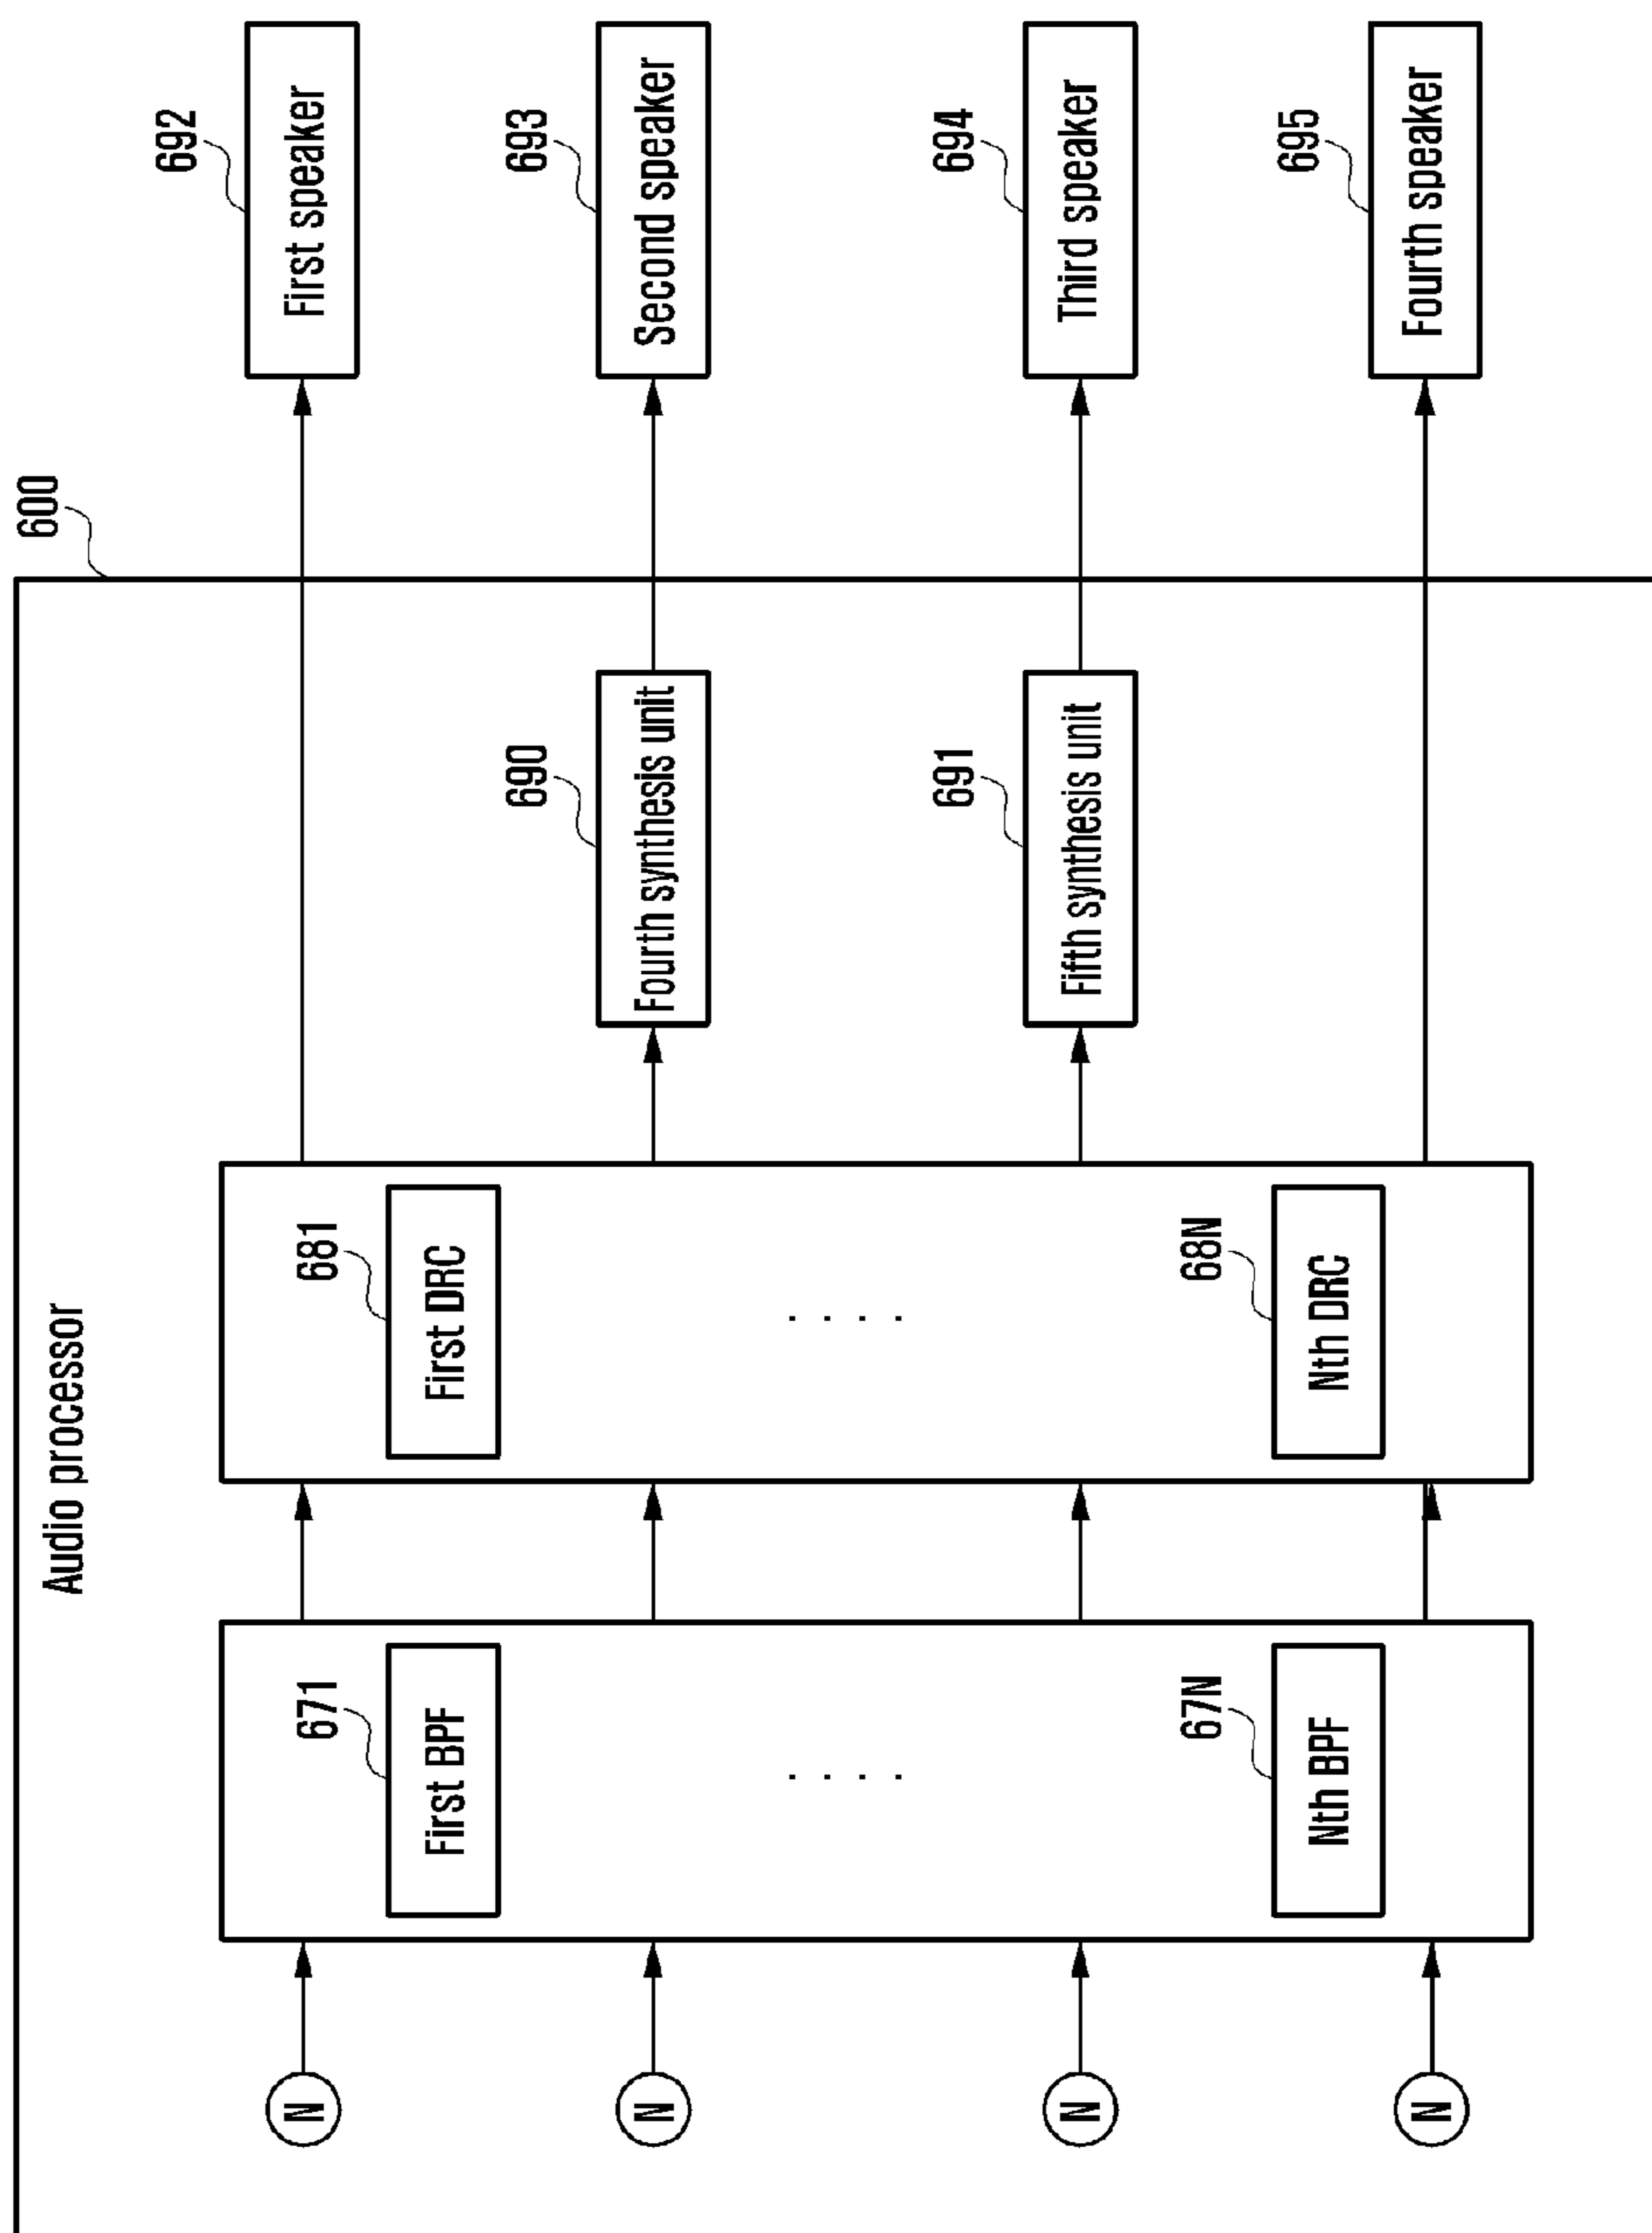 Audio processor
600
N
N
N
N
671
First BPF
. . . .
67N
Nth BPF
681
First DRC
. . . .
68N
Nth DRC
690
Fourth synthesis unit
691
Fifth synthesis unit
692
First speaker
693
Second speaker
694
Third speaker
695
Fourth speaker